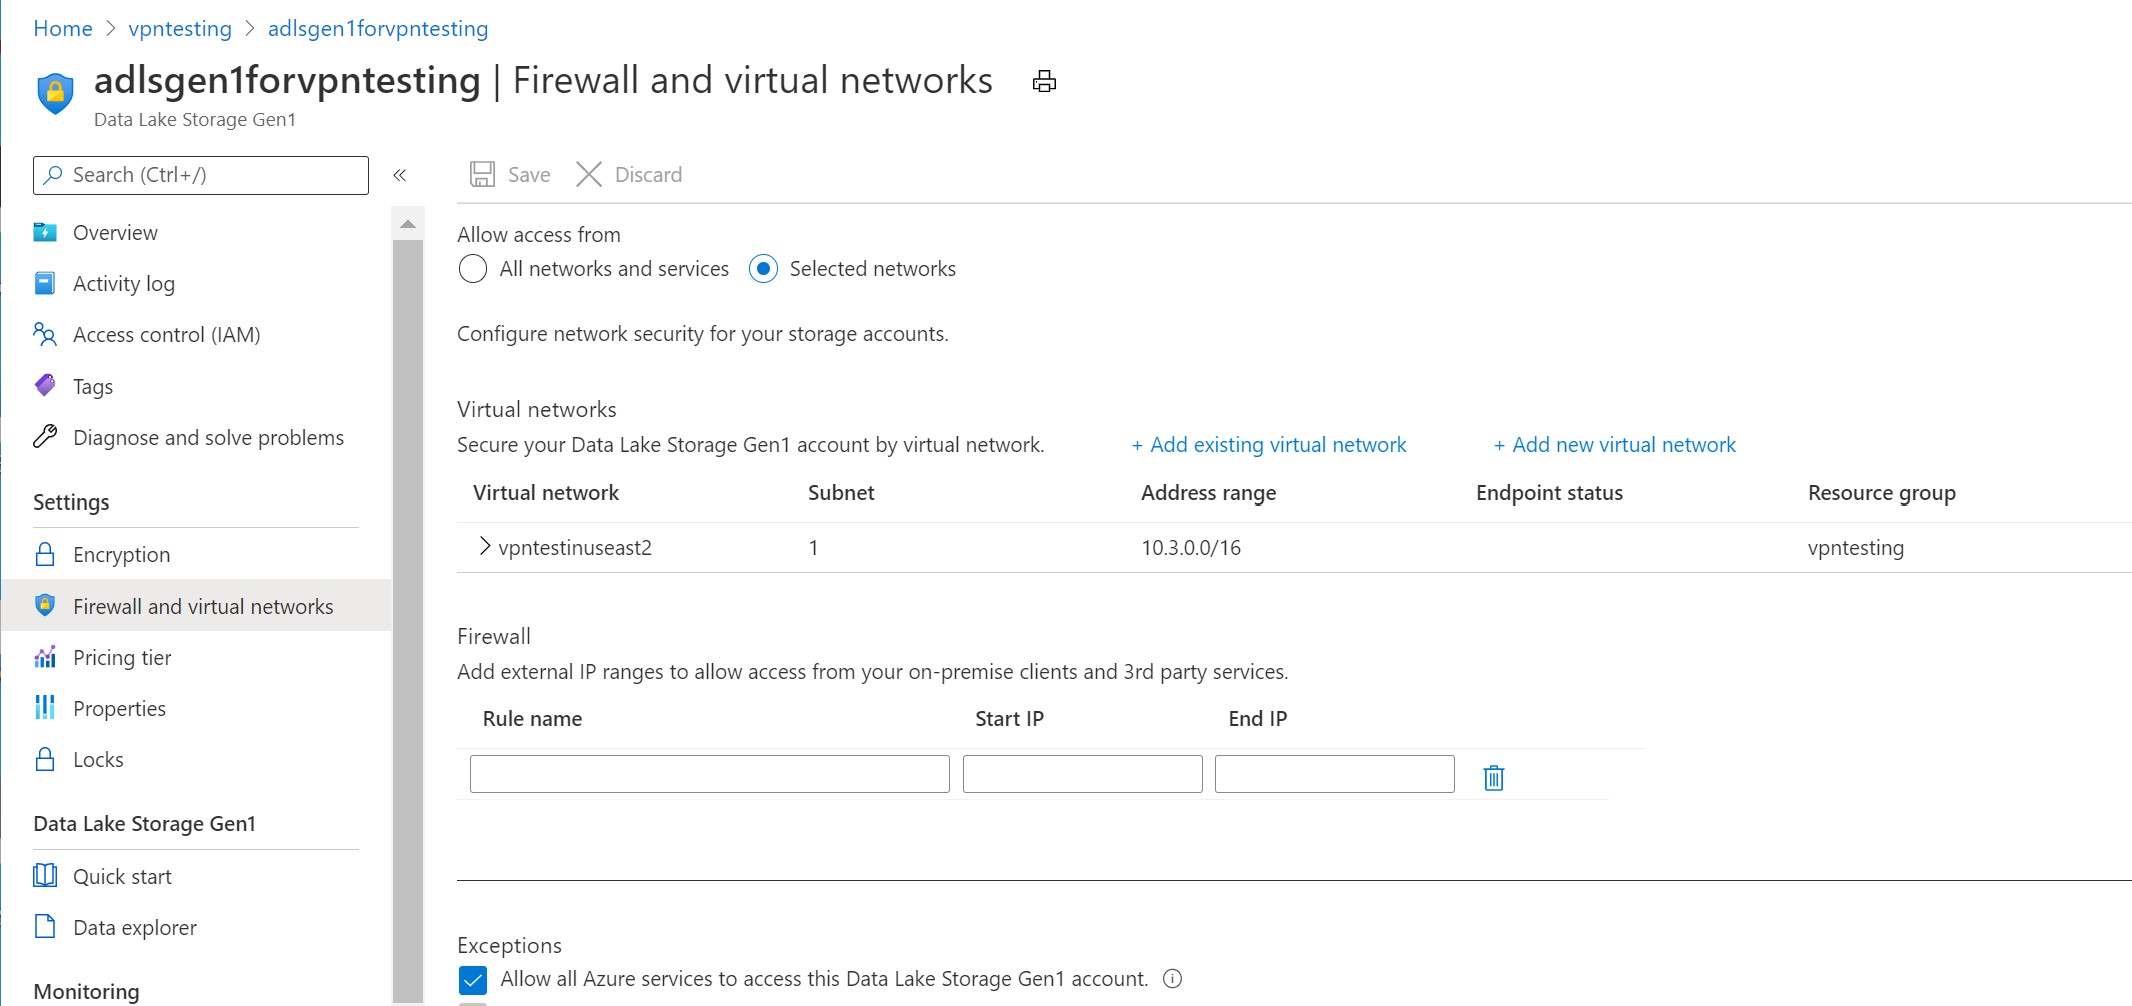 Home > vpntesting > adlsgen1forvpntesting
adlsgen1forvpntesting | Firewall and virtual networks
Data Lake Storage Gen1
Search (Ctrl+/)
«
Overview
Activity log
Access control (IAM)
Tags
Diagnose and solve problems
Settings
Encryption
Firewall and virtual networks
Pricing tier
Properties
Locks
Data Lake Storage Gen1
Quick start
Data explorer
Monitoring
Save Discard
Allow access from
All networks and services Selected networks
Configure network security for your storage accounts.
Virtual networks
Secure your Data Lake Storage Gen1 account by virtual network. + Add existing virtual network + Add new virtual network
Virtual network Subnet Address range Endpoint status Resource group
> vpntestinuseast2 1 10.3.0.0/16 vpntesting
Firewall
Add external IP ranges to allow access from your on-premise clients and 3rd party services.
Rule name Start IP End IP
Exceptions
Allow all Azure services to access this Data Lake Storage Gen1 account.